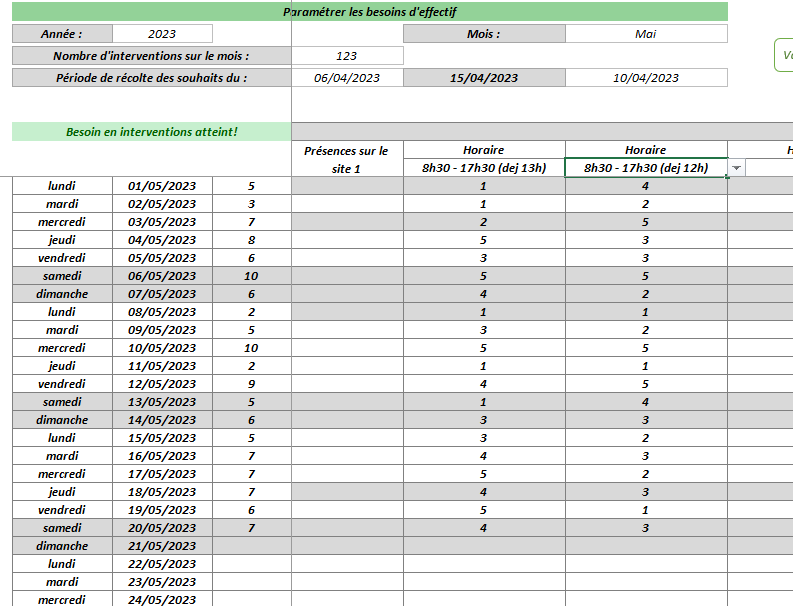 Paramétrer les besoins d'effectif
Année : 2023 Mois : Mai
Nombre d'interventions sur le mois : 123
Période de récolte des souhaits du : 06/04/2023 15/04/2023 10/04/2023
Besoin en interventions atteint!
Présences sur le site 1 Horaire Horaire
8h30 - 17h30 (dej 13h) 8h30 - 17h30 (dej 12h)
lundi 01/05/2023 5 1 4
mardi 02/05/2023 3 1 2
mercredi 03/05/2023 7 2 5
jeudi 04/05/2023 8 5 3
vendredi 05/05/2023 6 3 3
samedi 06/05/2023 10 5 5
dimanche 07/05/2023 6 4 2
lundi 08/05/2023 2 1 1
mardi 09/05/2023 5 3 2
mercredi 10/05/2023 10 5 5
jeudi 11/05/2023 2 1 1
vendredi 12/05/2023 9 4 5
samedi 13/05/2023 5 1 4
dimanche 14/05/2023 6 3 3
lundi 15/05/2023 5 3 2
mardi 16/05/2023 7 4 3
mercredi 17/05/2023 7 5 2
jeudi 18/05/2023 7 4 3
vendredi 19/05/2023 6 5 1
samedi 20/05/2023 7 4 3
dimanche 21/05/2023
lundi 22/05/2023
mardi 23/05/2023
mercredi 24/05/2023